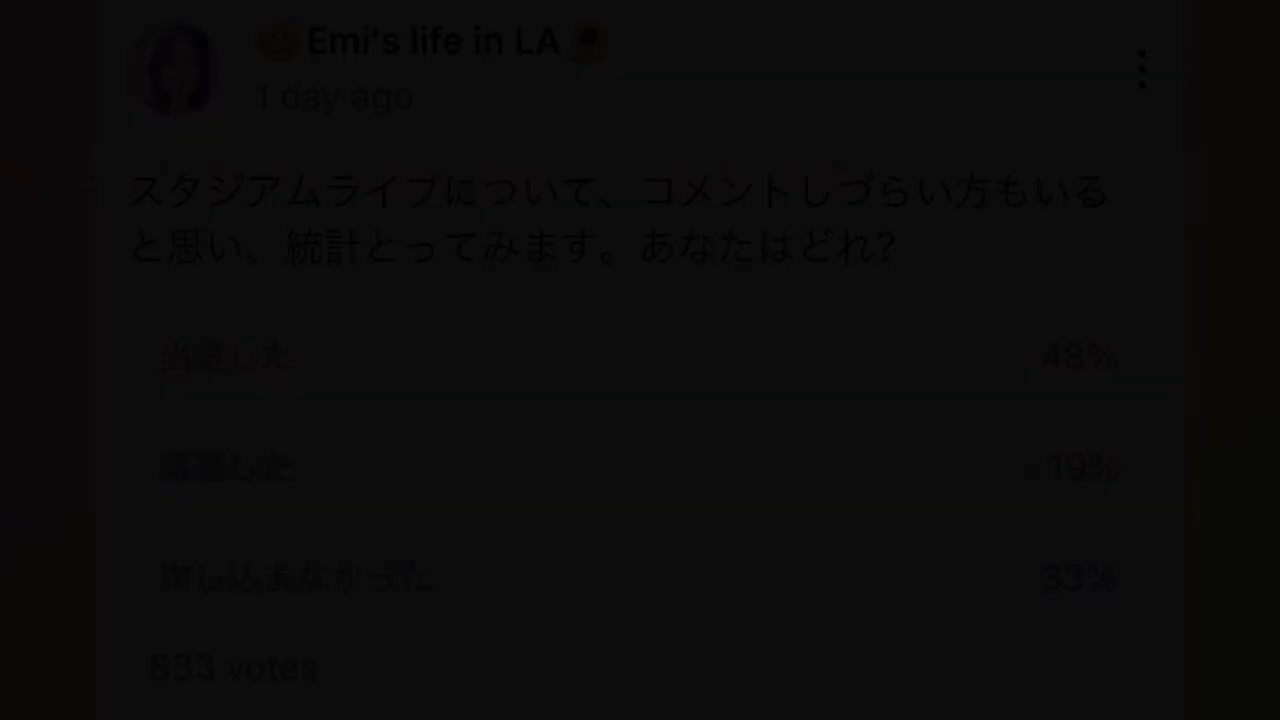 😊Emi's life in LA🌻
1 day ago
スタジアムライブについて、コメントしづらい方もいる
と思い、統計とってみます。あなたはどれ?
当選した 48%
落選した 19%
申し込まなかった 33%
833 votes